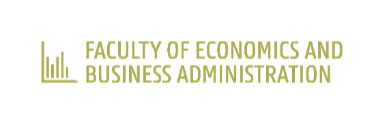 FACULTY OF ECONOMICS AND
BUSINESS ADMINISTRATION